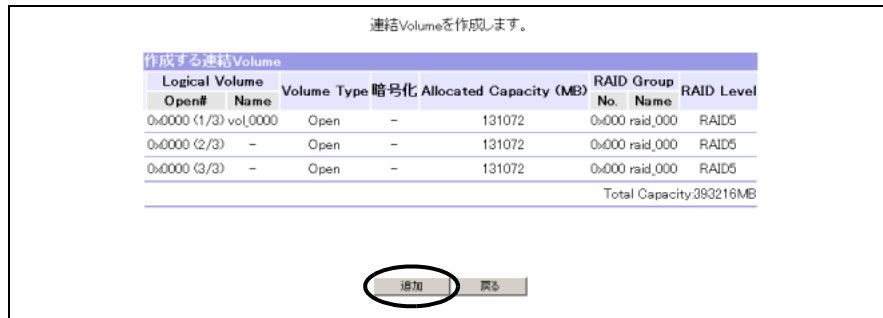 連結Volumeを作成します。
作成する連結Volume
Logical Volume Volume Type 暗号化 Allocated Capacity (MB) RAID Group RAID Level
Open# Name No. Name
0x0000 (1/3) vol_0000 Open - 131072 0x000 raid_000 RAID5
0x0000 (2/3) - Open - 131072 0x000 raid_000 RAID5
0x0000 (3/3) - Open - 131072 0x000 raid_000 RAID5
Total Capacity:393216MB
追加 戻る